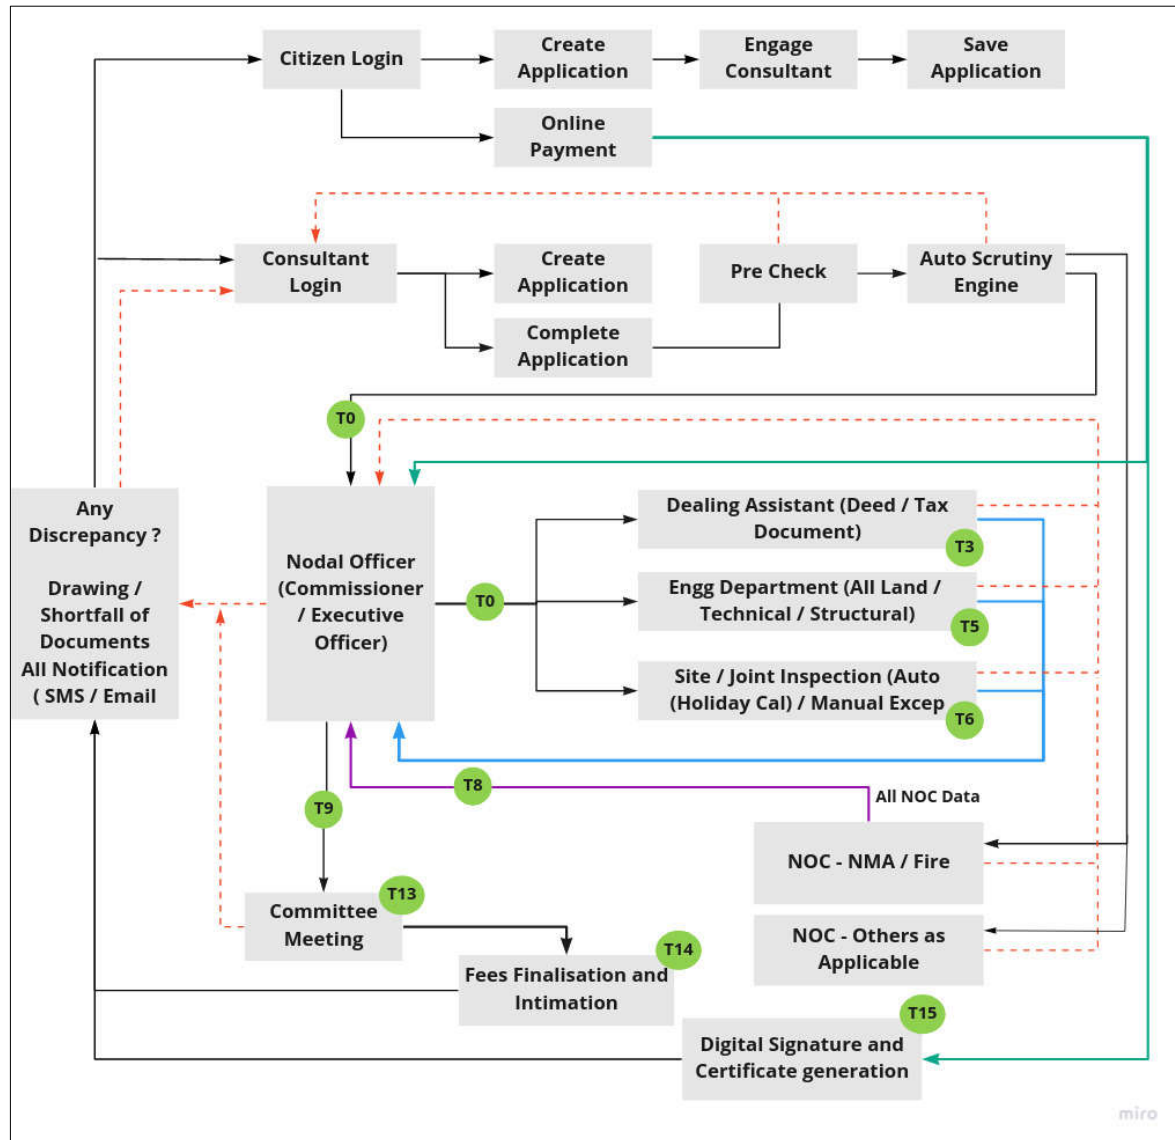 Citizen Login
Create
Application
Engage
Consultant
Save
Application
Online
Payment
Consultant
Login
Create
Application
Pre Check
Auto Scrutiny
Engine
Complete
Application
T0
Any
Discrepancy ?
Drawing /
Shortfall of
Documents
All Notification
( SMS / Email
Nodal Officer
(Commissioner
/ Executive
Officer)
T0
Dealing Assistant (Deed / Tax
Document)
T3
Engg Department (All Land /
Technical / Structural)
T5
Site / Joint Inspection (Auto
(Holiday Cal) / Manual Excep
T6
T8
All NOC Data
T9
NOC - NMA / Fire
T13
Committee
Meeting
NOC - Others as
Applicable
T14
Fees Finalisation and
Intimation
T15
Digital Signature and
Certificate generation
miro